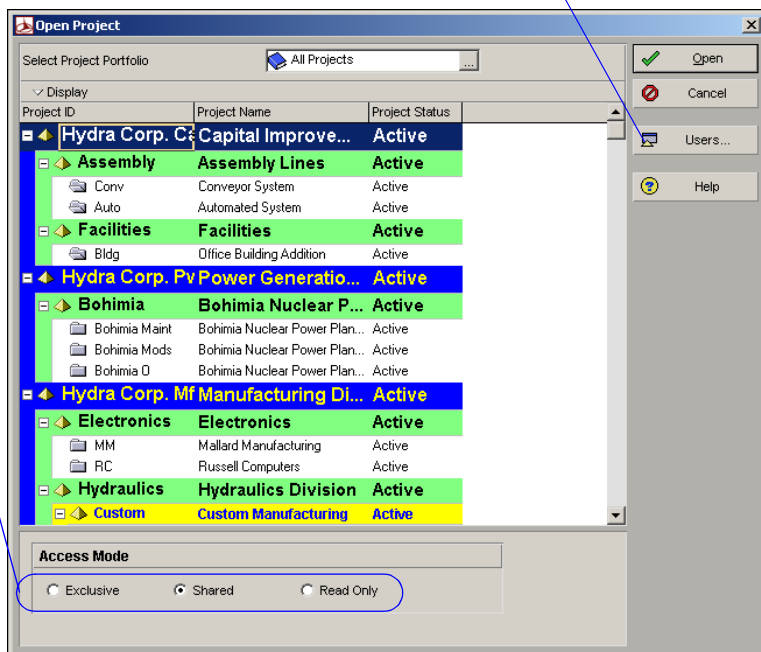 Open Project
Select Project Portfolio All Projects ... Open
Display Cancel
Project ID Project Name Project Status
Hydra Corp. Ca Capital Improve... Active Users...
Assembly Assembly Lines Active
Conv Conveyor System Active Help
Auto Automated System Active
Facilities Facilities Active
Bldg Office Building Addition Active
Hydra Corp. Pv Power Generatio... Active
Bohimia Bohimia Nuclear P... Active
Bohimia Maint Bohimia Nuclear Power Plan... Active
Bohimia Mods Bohimia Nuclear Power Plan... Active
Bohimia O Bohimia Nuclear Power Plan... Active
Hydra Corp. Mf Manufacturing Di... Active
Electronics Electronics Active
MM Mallard Manufacturing Active
RC Russell Computers Active
Hydraulics Hydraulics Division Active
Custom Custom Manufacturing Active
Access Mode
Exclusive Shared Read Only